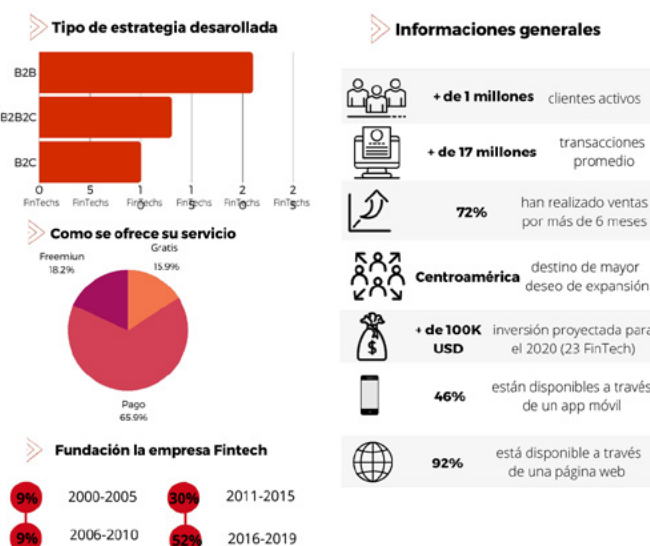 Tipo de estrategia desarollada
B2B
B2B2C
B2C
0 5 10 15 20 25
FinTechs FinTechs FinTechs FinTechs FinTechs FinTechs
Como se ofrece su servicio
Freemiun
18.2%
Gratis
15.9%
Pago
65.9%
Fundación la empresa Fintech
9% 2000-2005 30% 2011-2015
9% 2006-2010 52% 2016-2019
Informaciones generales
+ de 1 millones clientes activos
+ de 17 millones transacciones
promedio
72% han realizado ventas
por más de 6 meses
Centroamérica destino de mayor
deseo de expansión
+ de 100K inversión proyectada para
USD el 2020 (23 FinTech)
$
46% están disponibles a través
de un app móvil
92% está disponible a través
de una página web